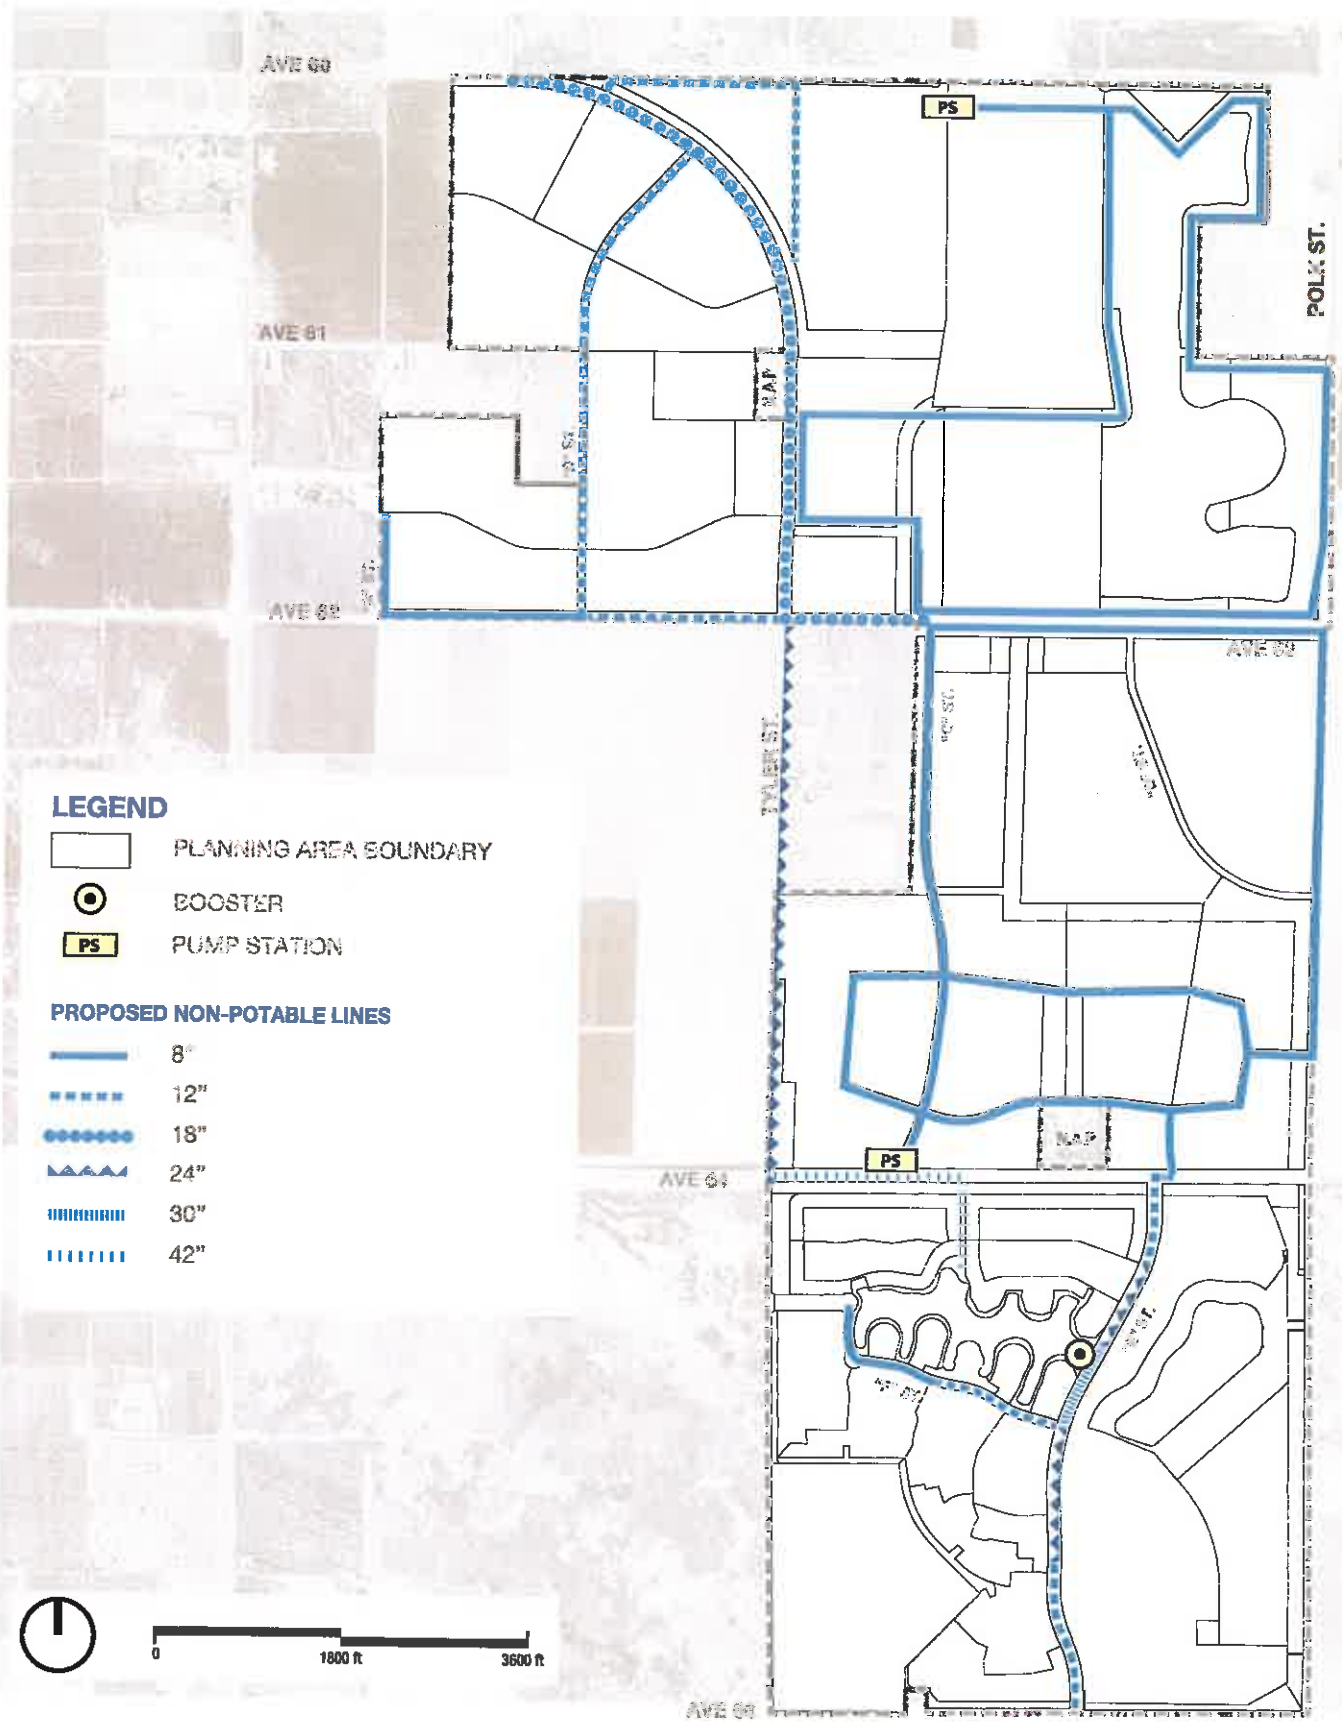 AVE 60
PS
POLK ST.
AVE 61
NAP
AVE 62
AVE 62
TYLER ST.
LEGEND
PLANNING AREA BOUNDARY
BOOSTER
PS
PUMP STATION
PROPOSED NON-POTABLE LINES
8"
12"
18"
24"
30"
42"
NAP
PS
AVE 64
0
1800 ft
3600 ft
AVE 66